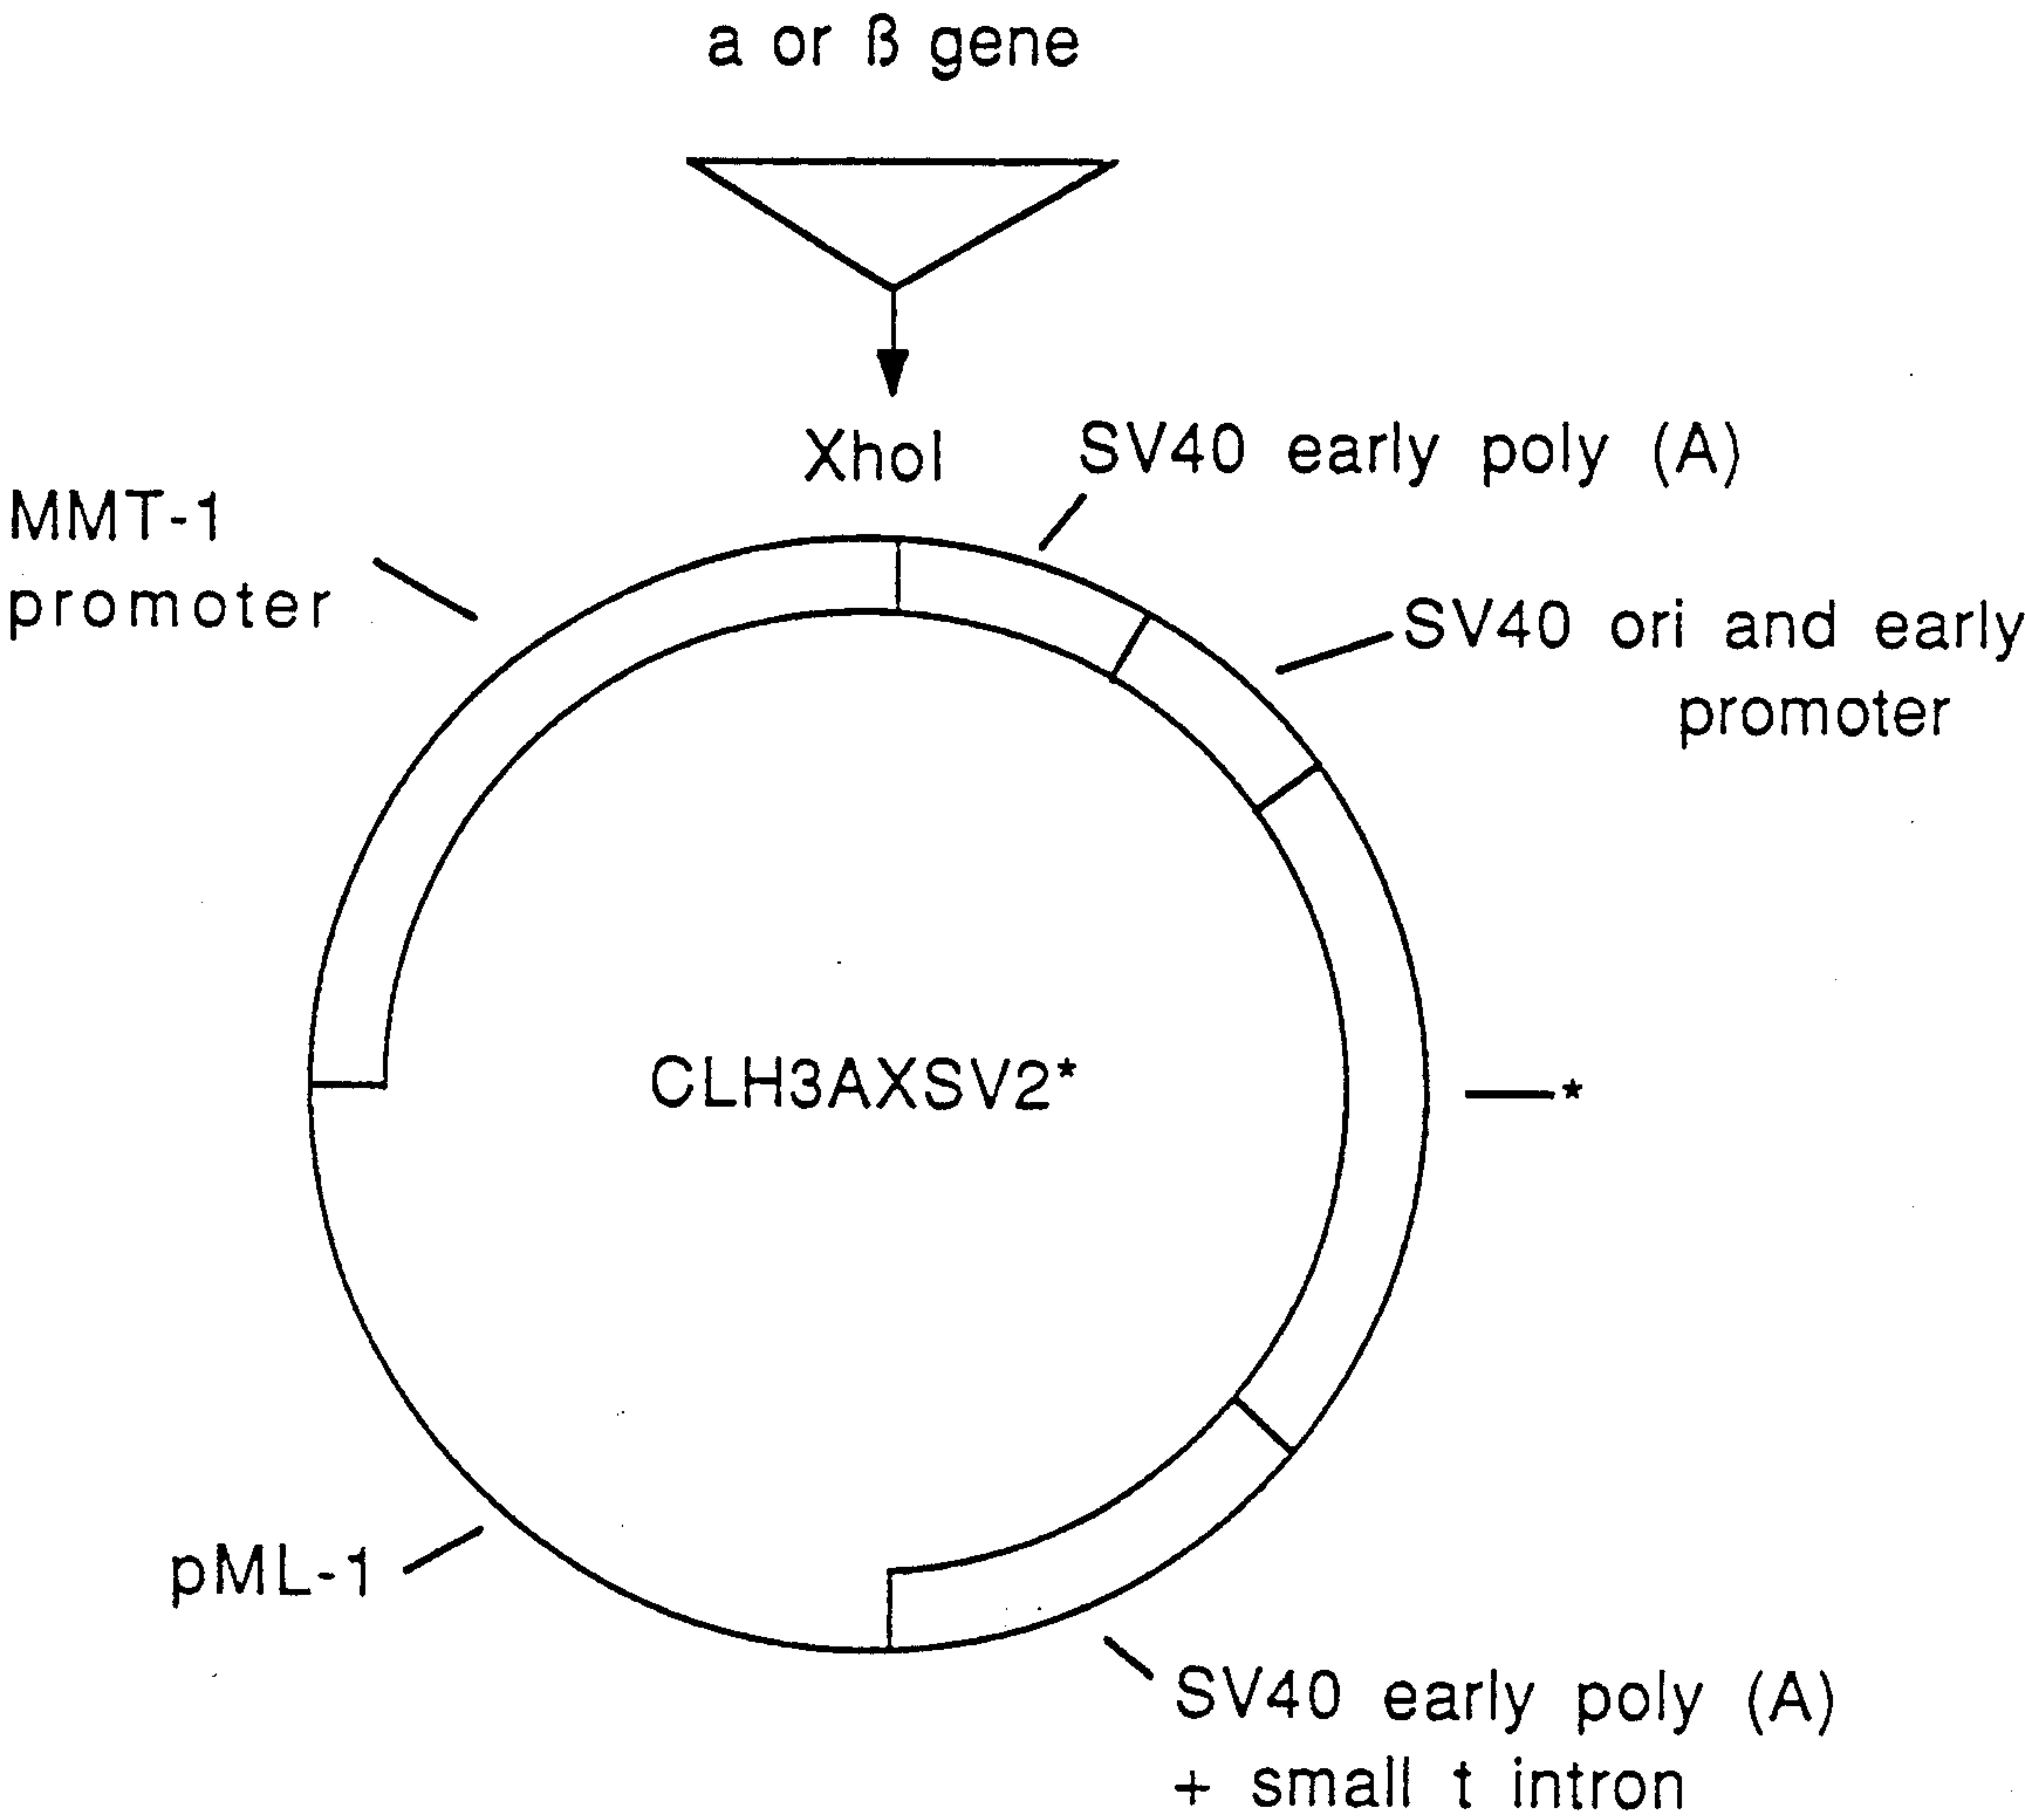 a or ß gene
XhoI
SV40 early poly (A)
MMT-1
promoter
SV40 ori and early
promoter
CLH3AXSV2*
*
pML-1
SV40 early poly (A)
+ small t intron